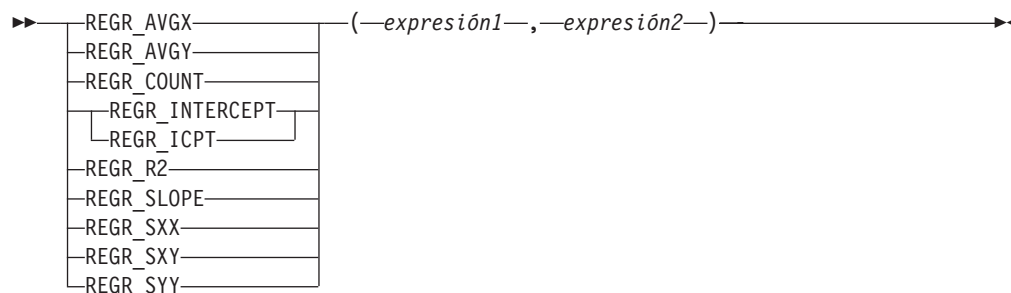 REGR_AVGX ( expresión1 , expresión2 )
REGR_AVGY
REGR_COUNT
REGR_INTERCEPT
REGR_ICPT
REGR_R2
REGR_SLOPE
REGR_SXX
REGR_SXY
REGR_SYY